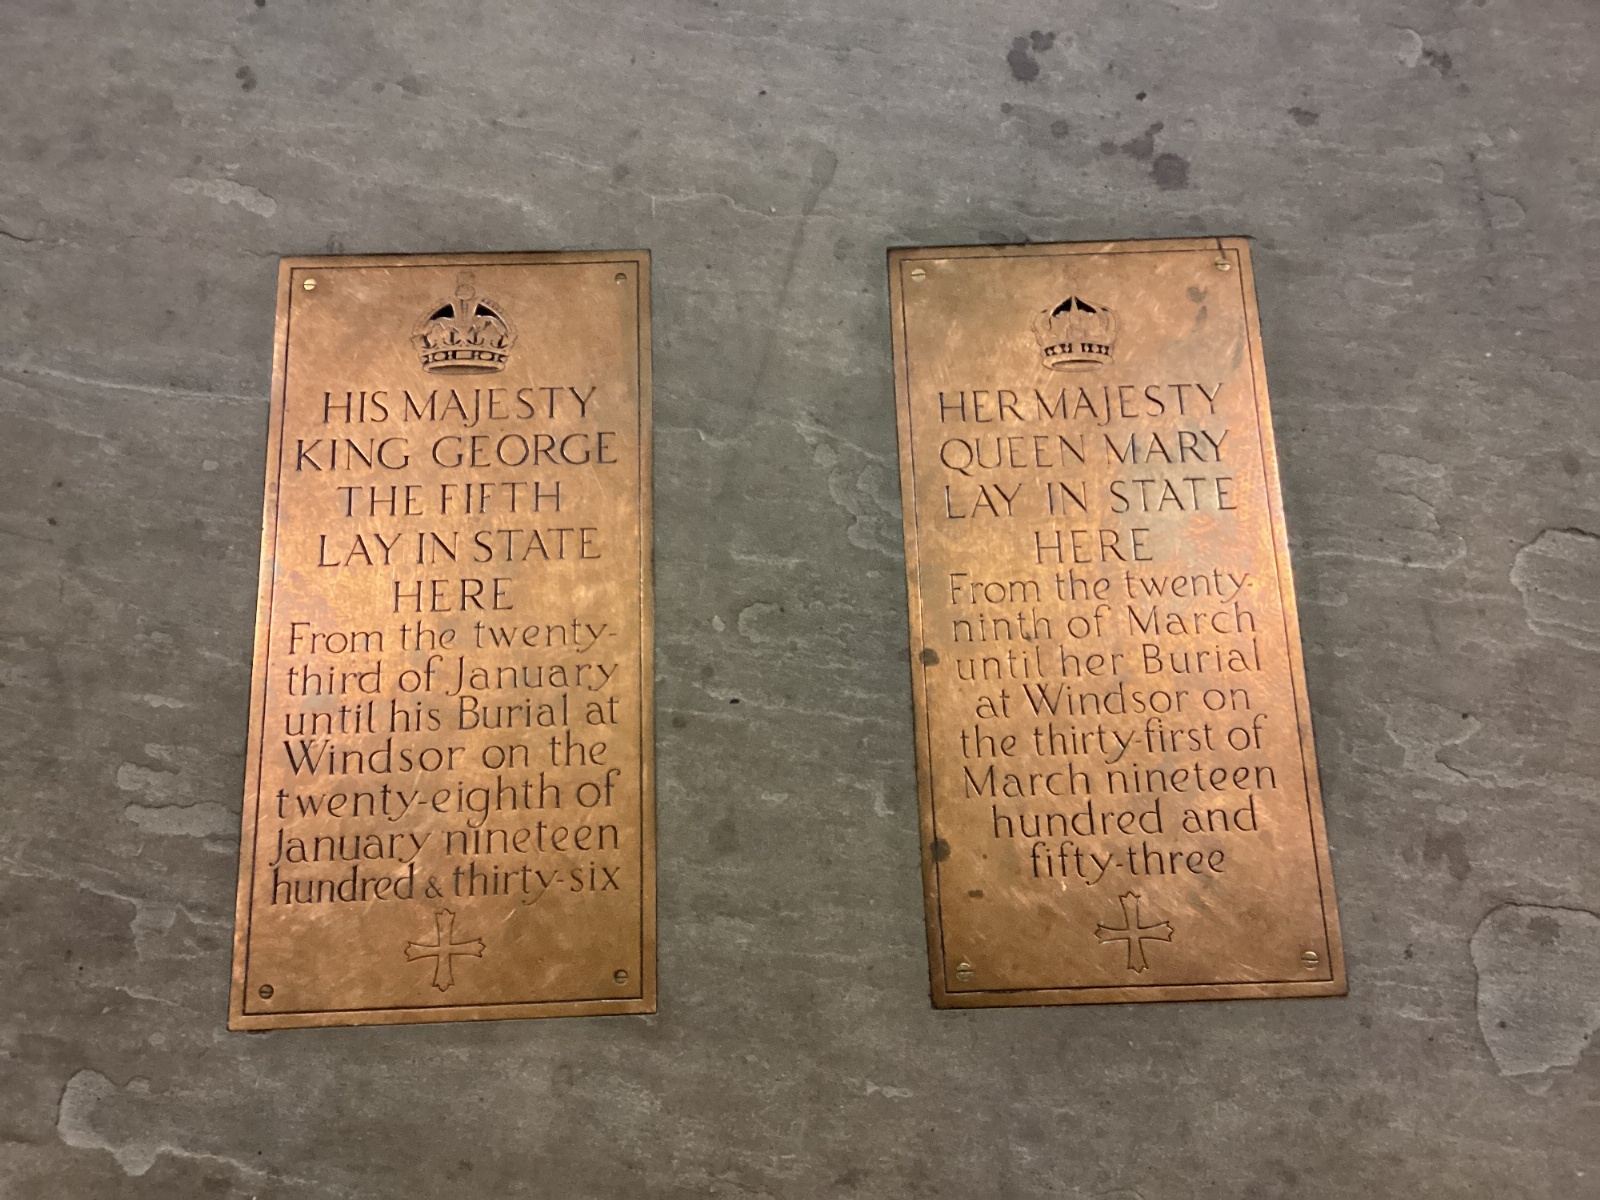 HIS MAJESTY
KING GEORGE
THE FIFTH
LAY IN STATE
HERE
From the twenty-
third of January
until his Burial at
Windsor on the
twenty-eighth of
January nineteen
hundred & thirty-six
HER MAJESTY
QUEEN MARY
LAY IN STATE
HERE
From the twenty-
ninth of March
until her Burial
at Windsor on
the thirty-first of
March nineteen
hundred and
fifty-three